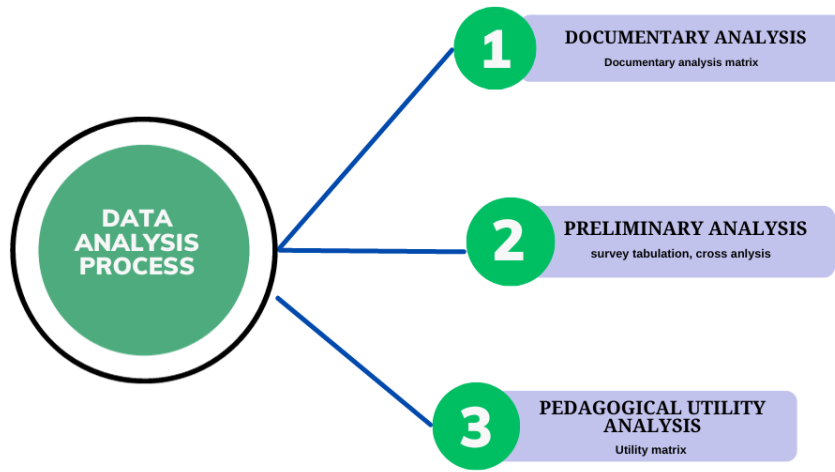 DATA
ANALYSIS
PROCESS
1
DOCUMENTARY ANALYSIS
Documentary analysis matrix
2
PRELIMINARY ANALYSIS
survey tabulation, cross anlysis
3
PEDAGOGICAL UTILITY
ANALYSIS
Utility matrix